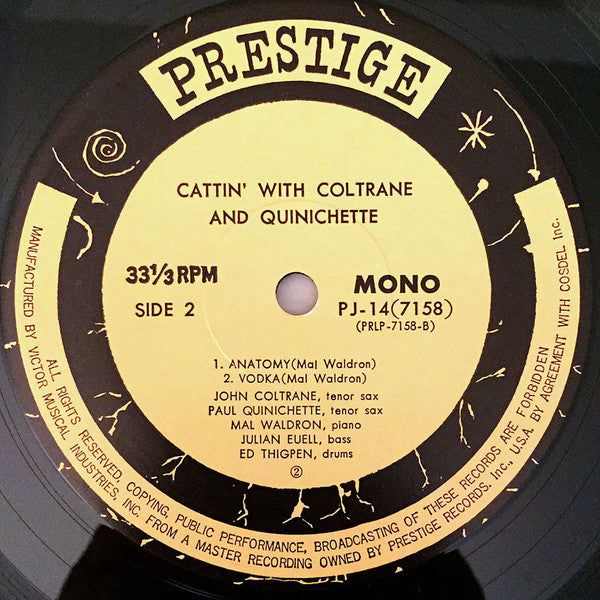 PRESTIGE
CATTIN' WITH COLTRANE
AND QUINICHETTE
33⅓ RPM
SIDE 2
MONO
PJ-14(7158)
(PRLP-7158-B)
1. ANATOMY(Mal Waldron)
2. VODKA(Mal Waldron)
JOHN COLTRANE, tenor sax
PAUL QUINICHETTE, tenor sax
MAL WALDRON, piano
JULIAN EUELL, bass
ED THIGPEN, drums
②
MANUFACTURED BY VICTOR MUSICAL INDUSTRIES, INC. FROM A MASTER RECORDING OWNED BY PRESTIGE RECORDS, Inc., U.S.A. BY AGREEMENT WITH COSDEL Inc.
ALL RIGHTS RESERVED, COPYING, PUBLIC PERFORMANCE, BROADCASTING OF THESE RECORDS ARE FORBIDDEN